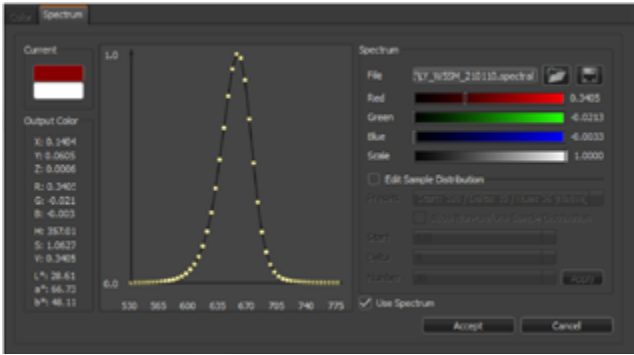 Color Spectrum
Current
Output Color
X: 0.1404
Y: 0.0605
Z: 0.0006
R: 0.3405
G: -0.021
B: -0.003
H: 357.01
S: 1.0627
V: 0.3405
L*: 28.61
a*: 66.73
b*: 48.11
1.0
0.0
530 565 600 635 670 705 740 775
Spectrum
File
Red 0.3405
Green -0.0213
Blue -0.0033
Scale 1.0000
Edit Sample Distribution
Presets
Start
Delta
Number Apply
Use Spectrum
Accept Cancel